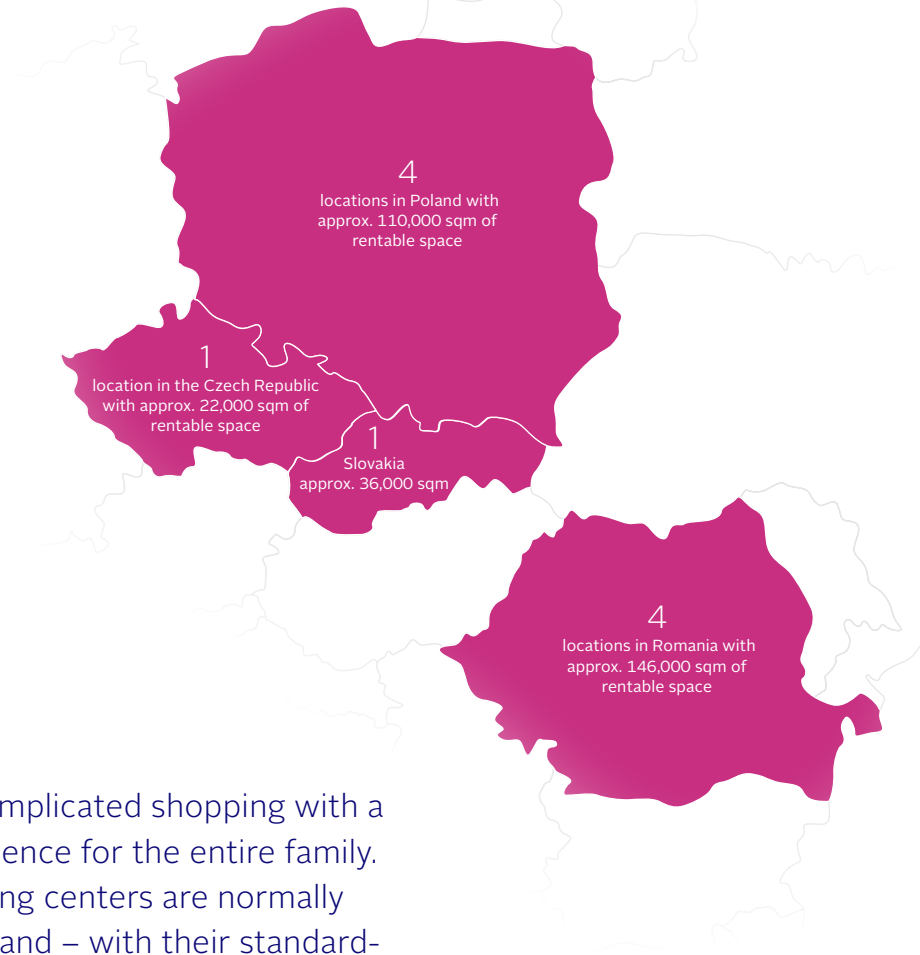 4
locations in Poland with
approx. 110,000 sqm of
rentable space
1
location in the Czech Republic
with approx. 22,000 sqm of
rentable space
1
Slovakia
approx. 36,000 sqm
4
locations in Romania with
approx. 146,000 sqm of
rentable space
mplicated shopping with a
ence for the entire family.
ng centers are normally
and – with their standard-